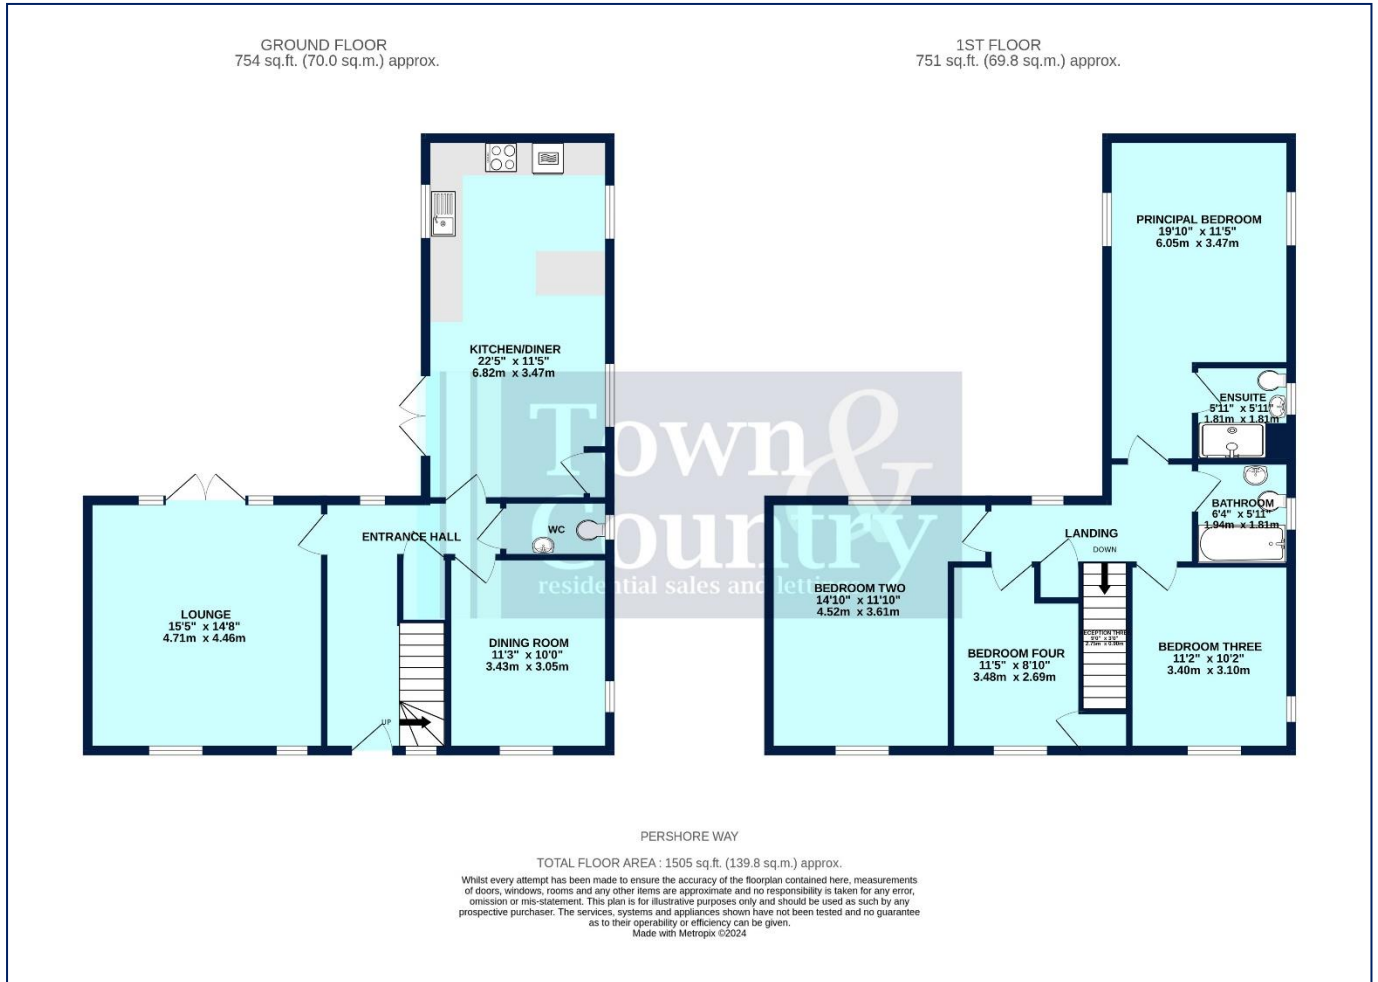 GROUND FLOOR
754 sq.ft. (70.0 sq.m.) approx.
1ST FLOOR
751 sq.ft. (69.8 sq.m.) approx.
KITCHEN/DINER
22'5" x 11'5"
6.82m x 3.47m
ENTRANCE HALL
WC
LOUNGE
15'5" x 14'8"
4.71m x 4.46m
DINING ROOM
11'3" x 10'0"
3.43m x 3.05m
UP
PRINCIPAL BEDROOM
19'10" x 11'5"
6.05m x 3.47m
ENSUITE
5'11" x 5'11"
1.81m x 1.81m
BATHROOM
6'4" x 5'11"
1.94m x 1.81m
LANDING
DOWN
BEDROOM TWO
14'10" x 11'10"
4.52m x 3.61m
BEDROOM FOUR
11'5" x 8'10"
3.48m x 2.69m
BEDROOM THREE
11'2" x 10'2"
3.40m x 3.10m
Town &
Country
residential sales and
PERSHORE WAY
TOTAL FLOOR AREA : 1505 sq.ft. (139.8 sq.m.) approx.
Whilst every attempt has been made to ensure the accuracy of the floorplan contained here, measurements
of doors, windows, rooms and any other items are approximate and no responsibility is taken for any error,
omission or mis-statement. This plan is for illustrative purposes only and should be used as such by any
prospective purchaser. The services, systems and appliances shown have not been tested and no guarantee
as to their operability or efficiency can be given.
Made with Metropix ©2024